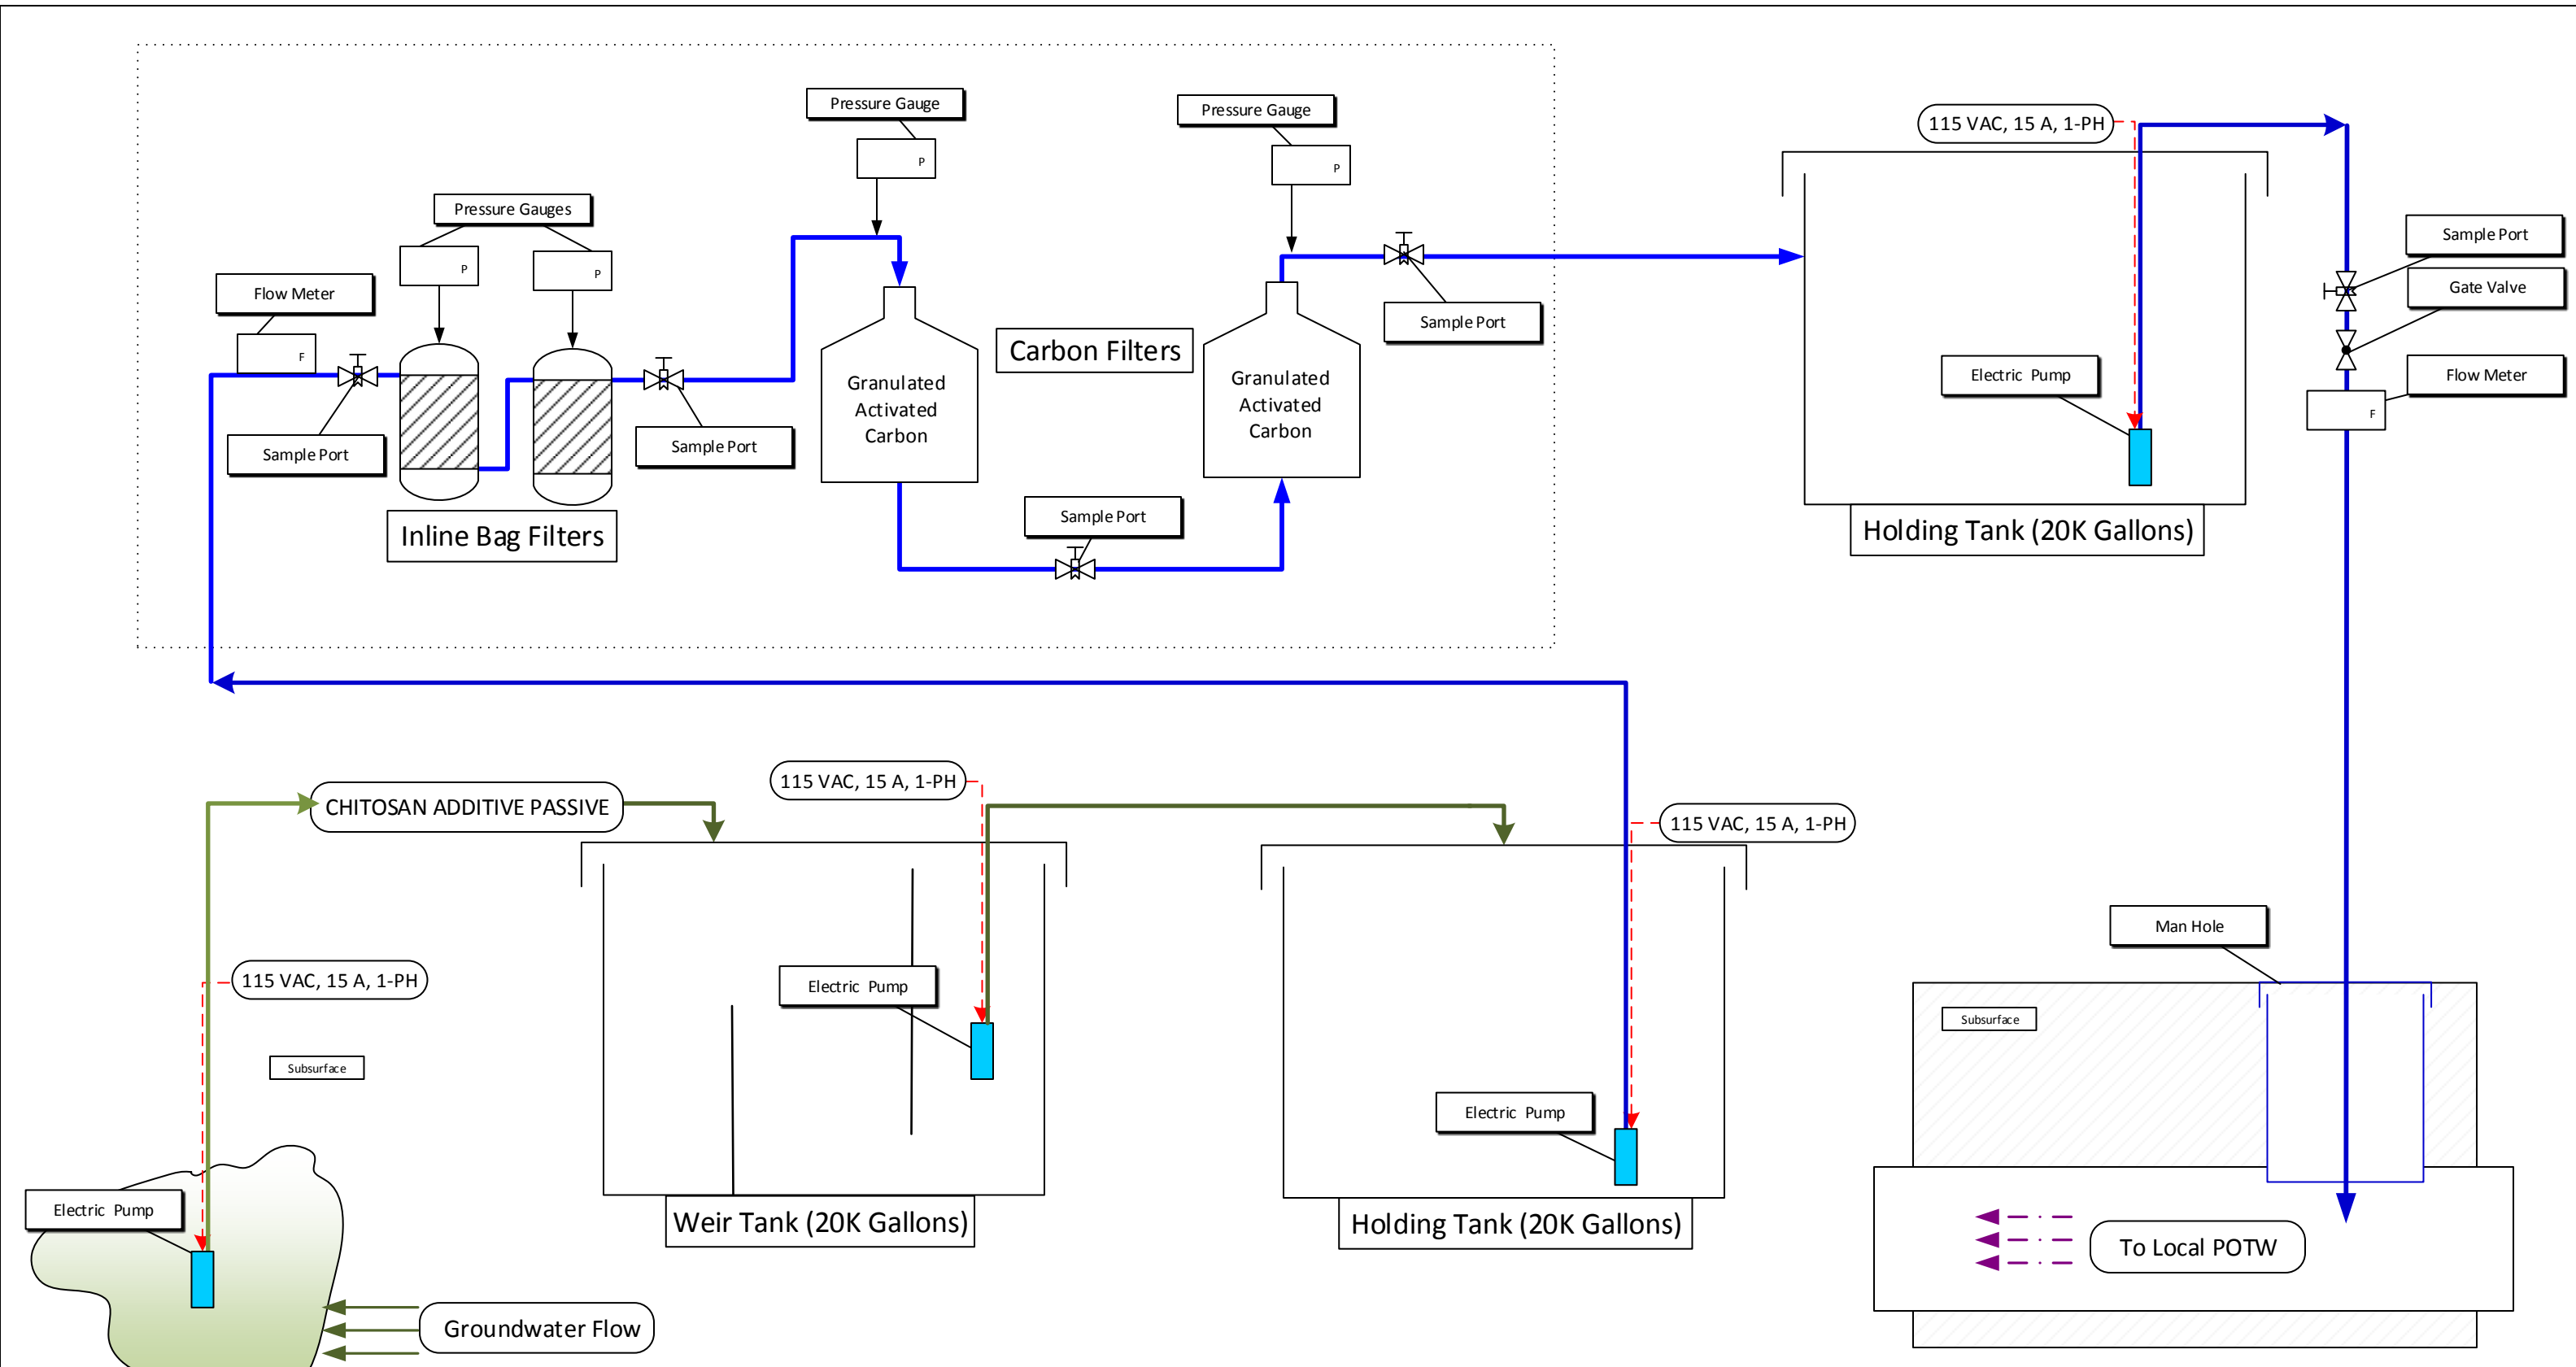 Pressure Gauge
P
Pressure Gauge
P
115 VAC, 15 A, 1-PH
Pressure Gauges
P
P
Flow Meter
F
Sample Port
Sample Port
Inline Bag Filters
Granulated
Activated
Carbon
Carbon Filters
Granulated
Activated
Carbon
Sample Port
Sample Port
Electric Pump
Holding Tank (20K Gallons)
Sample Port
Gate Valve
Flow Meter
F
CHITOSAN ADDITIVE PASSIVE
115 VAC, 15 A, 1-PH
115 VAC, 15 A, 1-PH
115 VAC, 15 A, 1-PH
Subsurface
Electric Pump
Groundwater Flow
Electric Pump
Weir Tank (20K Gallons)
Electric Pump
Holding Tank (20K Gallons)
Man Hole
Subsurface
To Local POTW